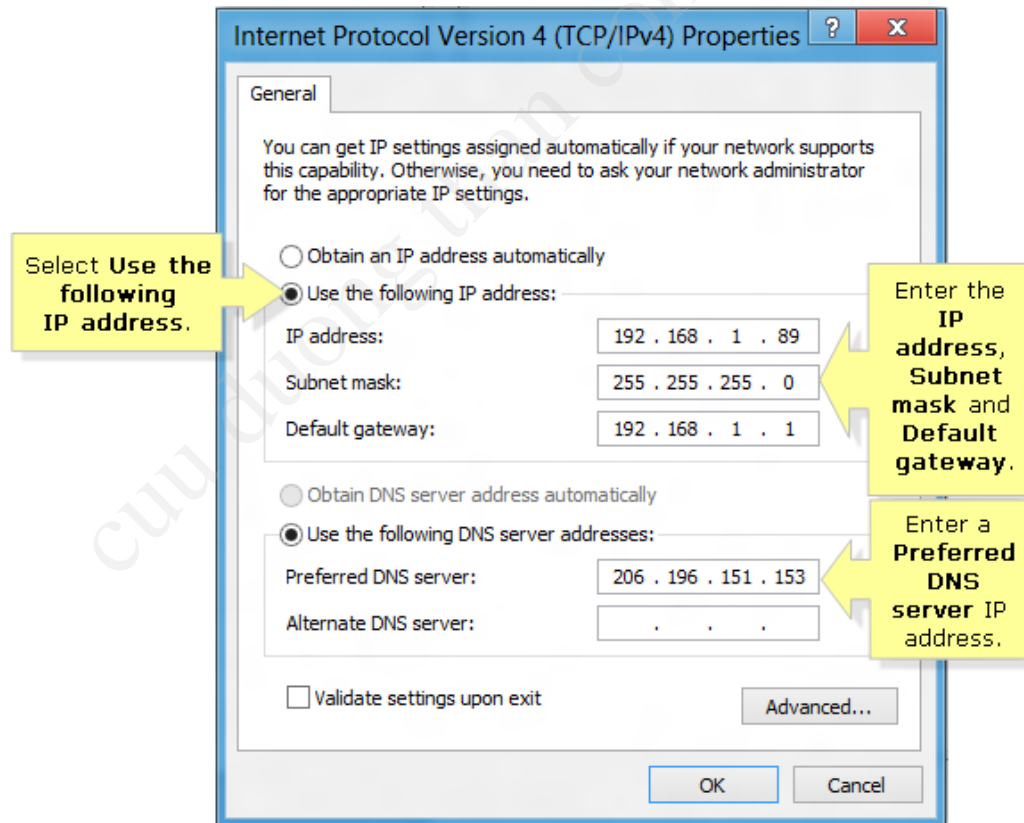 Internet Protocol Version 4 (TCP/IPv4) Properties ? x
General
You can get IP settings assigned automatically if your network supports
this capability. Otherwise, you need to ask your network administrator
for the appropriate IP settings.
Obtain an IP address automatically
Select Use the
following
IP address.
Use the following IP address:
IP address: 192 . 168 . 1 . 89
Subnet mask: 255 . 255 . 255 . 0
Default gateway: 192 . 168 . 1 . 1
Enter the
IP
address,
Subnet
mask and
Default
gateway.
Obtain DNS server address automatically
Use the following DNS server addresses:
Preferred DNS server: 206 . 196 . 151 . 153
Alternate DNS server: . . .
Enter a
Preferred
DNS
server IP
address.
Validate settings upon exit
Advanced...
OK Cancel
cuu duong than co